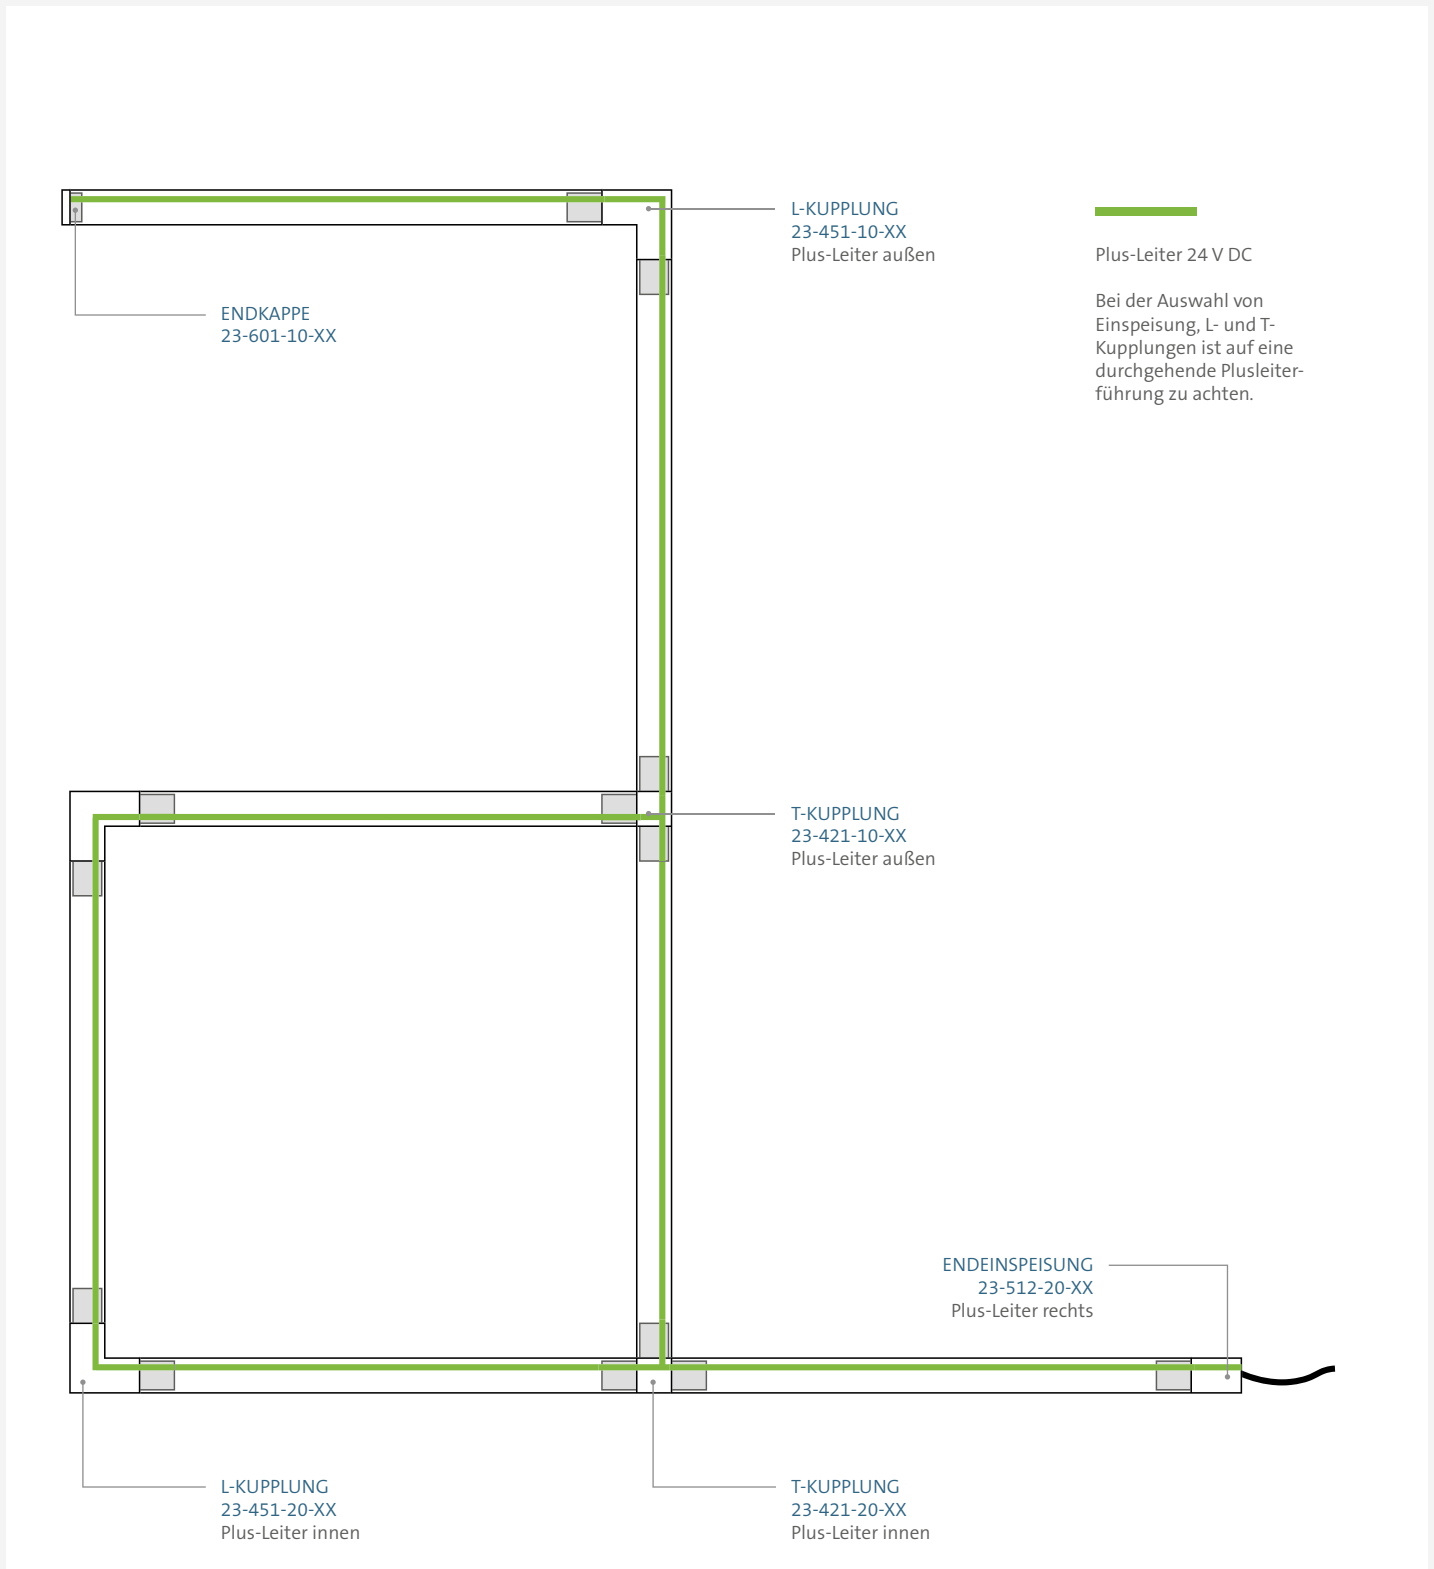 L-KUPPLUNG
23-451-10-XX
Plus-Leiter außen
Plus-Leiter 24 V DC
Bei der Auswahl von
Einspeisung, L- und T-
Kupplungen ist auf eine
durchgehende Plusleiter-
führung zu achten.
ENDKAPPE
23-601-10-XX
T-KUPPLUNG
23-421-10-XX
Plus-Leiter außen
ENDEINSPEISUNG
23-512-20-XX
Plus-Leiter rechts
L-KUPPLUNG
23-451-20-XX
Plus-Leiter innen
T-KUPPLUNG
23-421-20-XX
Plus-Leiter innen